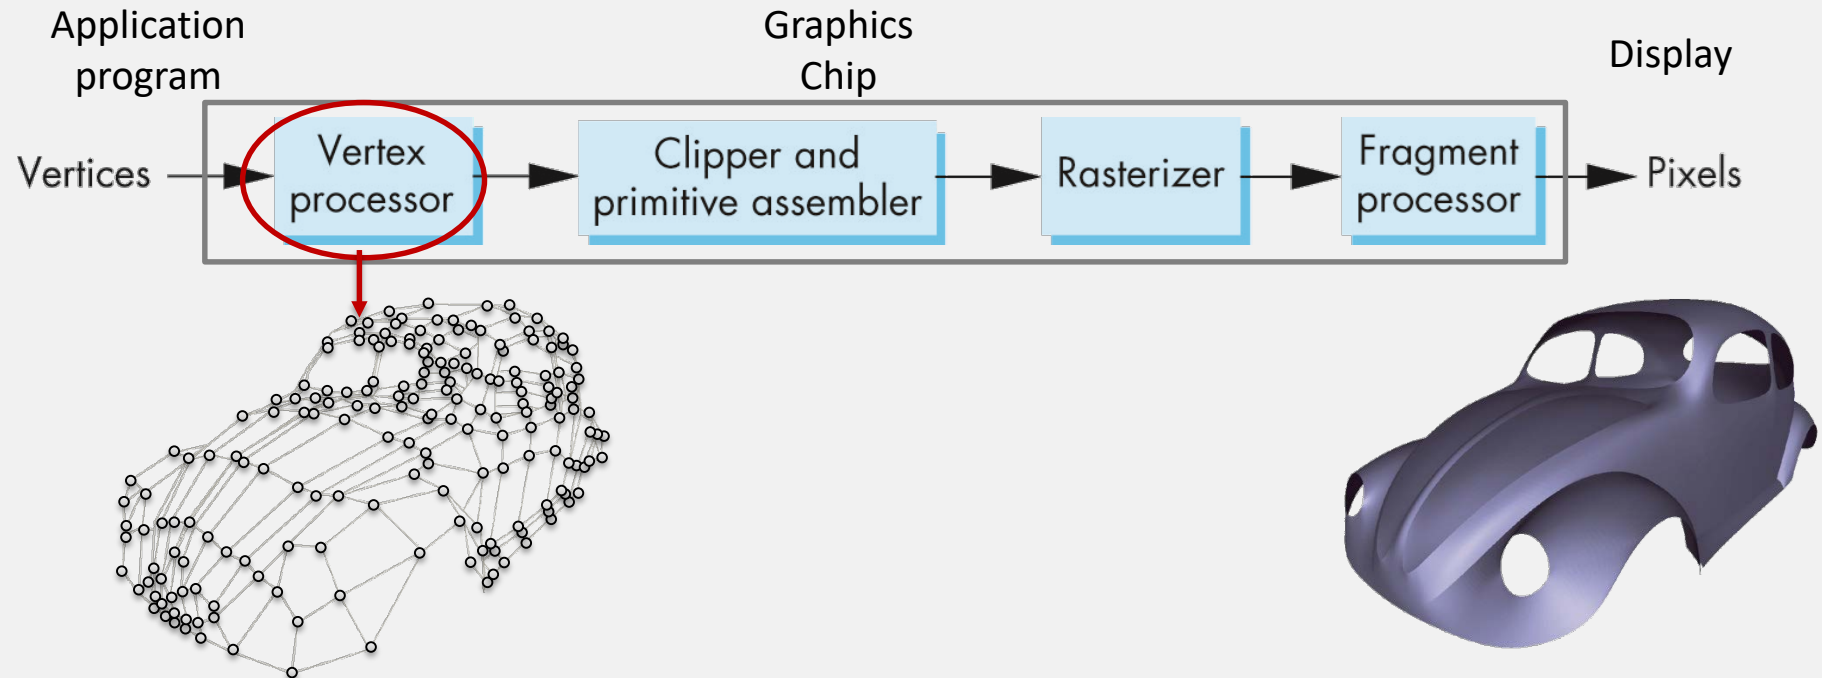 Application
program
Graphics
Chip
Display
Vertices
Vertex
processor
Clipper and
primitive assembler
Rasterizer
Fragment
processor
Pixels